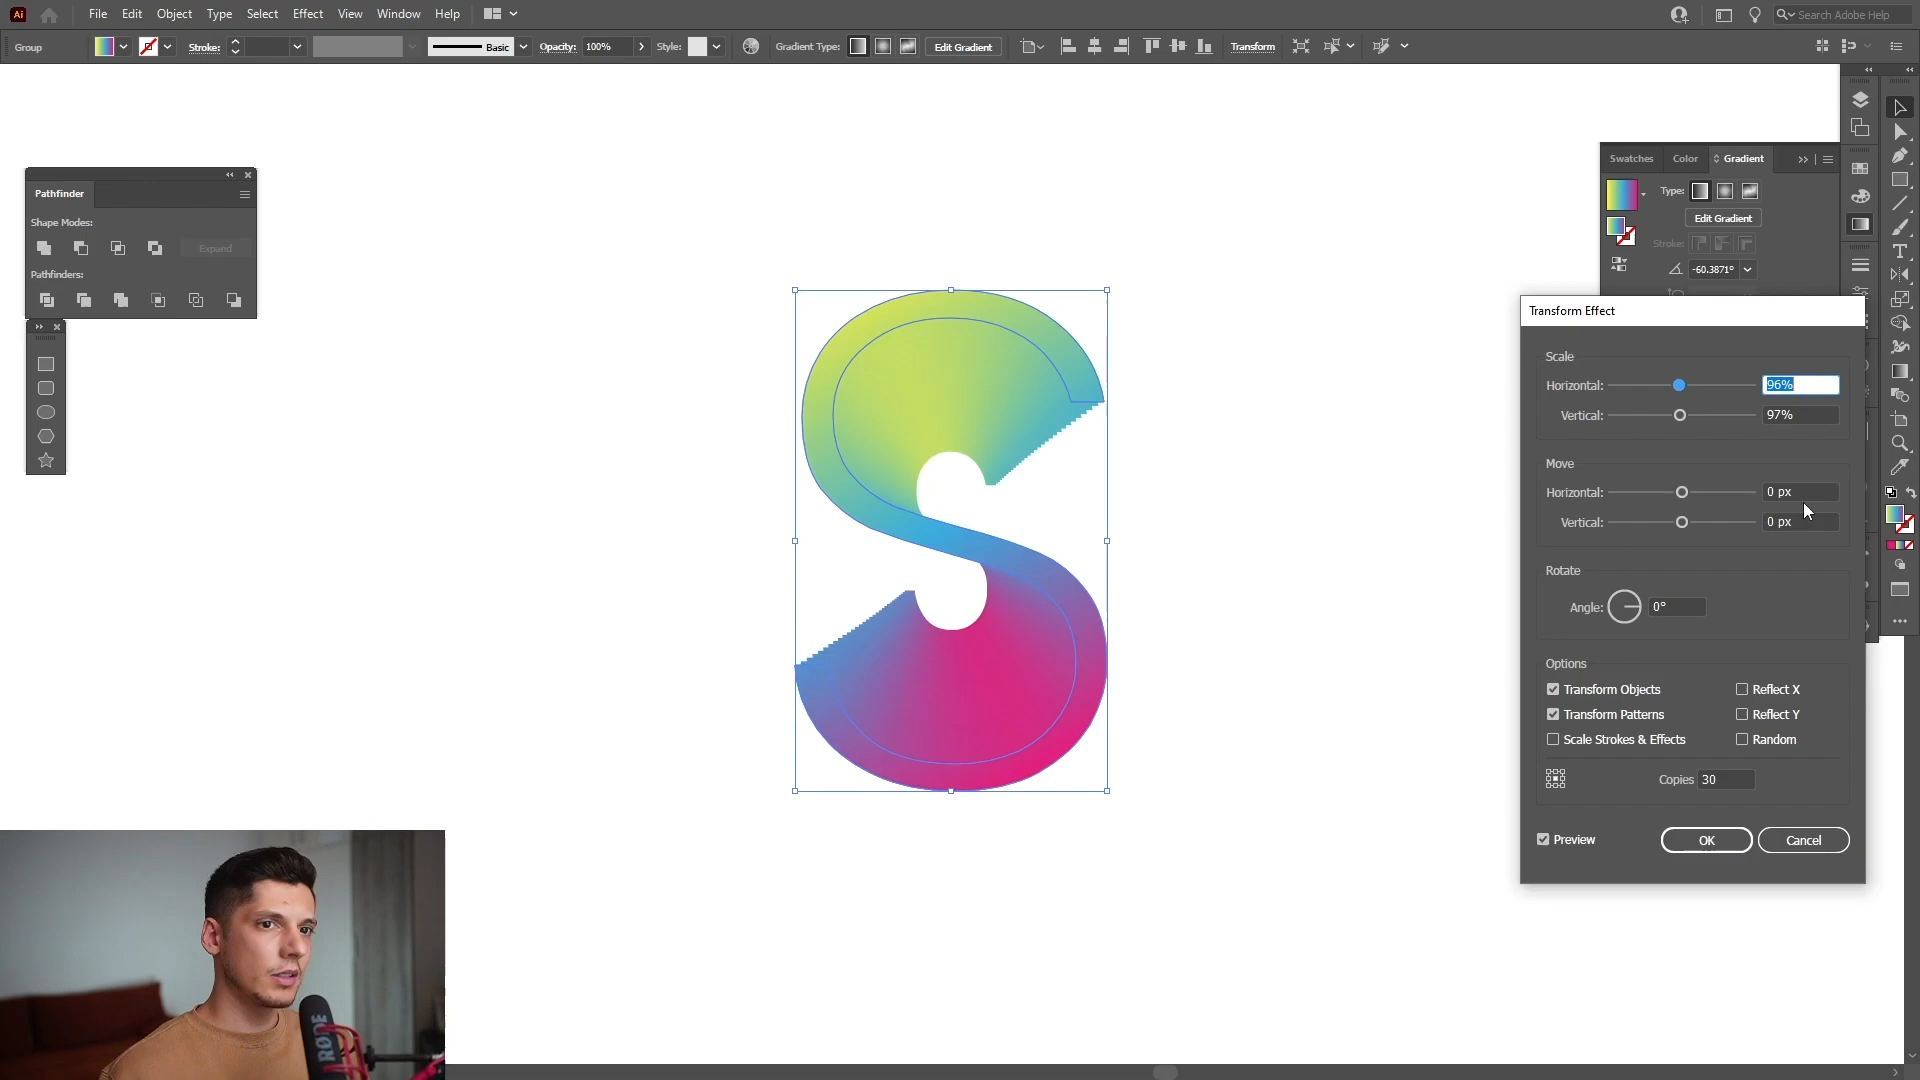 Ai File Edit Object Type Select Effect View Window Help Search Adobe Help
Group Stroke: Basic Opacity: 100% Style: Gradient Type: Edit Gradient Transform
Pathfinder
Shape Modes:
Expand
Pathfinders:
Swatches Color Gradient
Type:
Edit Gradient
Stroke:
-60.3871°
Transform Effect
Scale
Horizontal: 96%
Vertical: 97%
Move
Horizontal: 0 px
Vertical: 0 px
Rotate
Angle: 0°
Options
Transform Objects Reflect X
Transform Patterns Reflect Y
Scale Strokes & Effects Random
Copies 30
Preview OK Cancel
RØDE